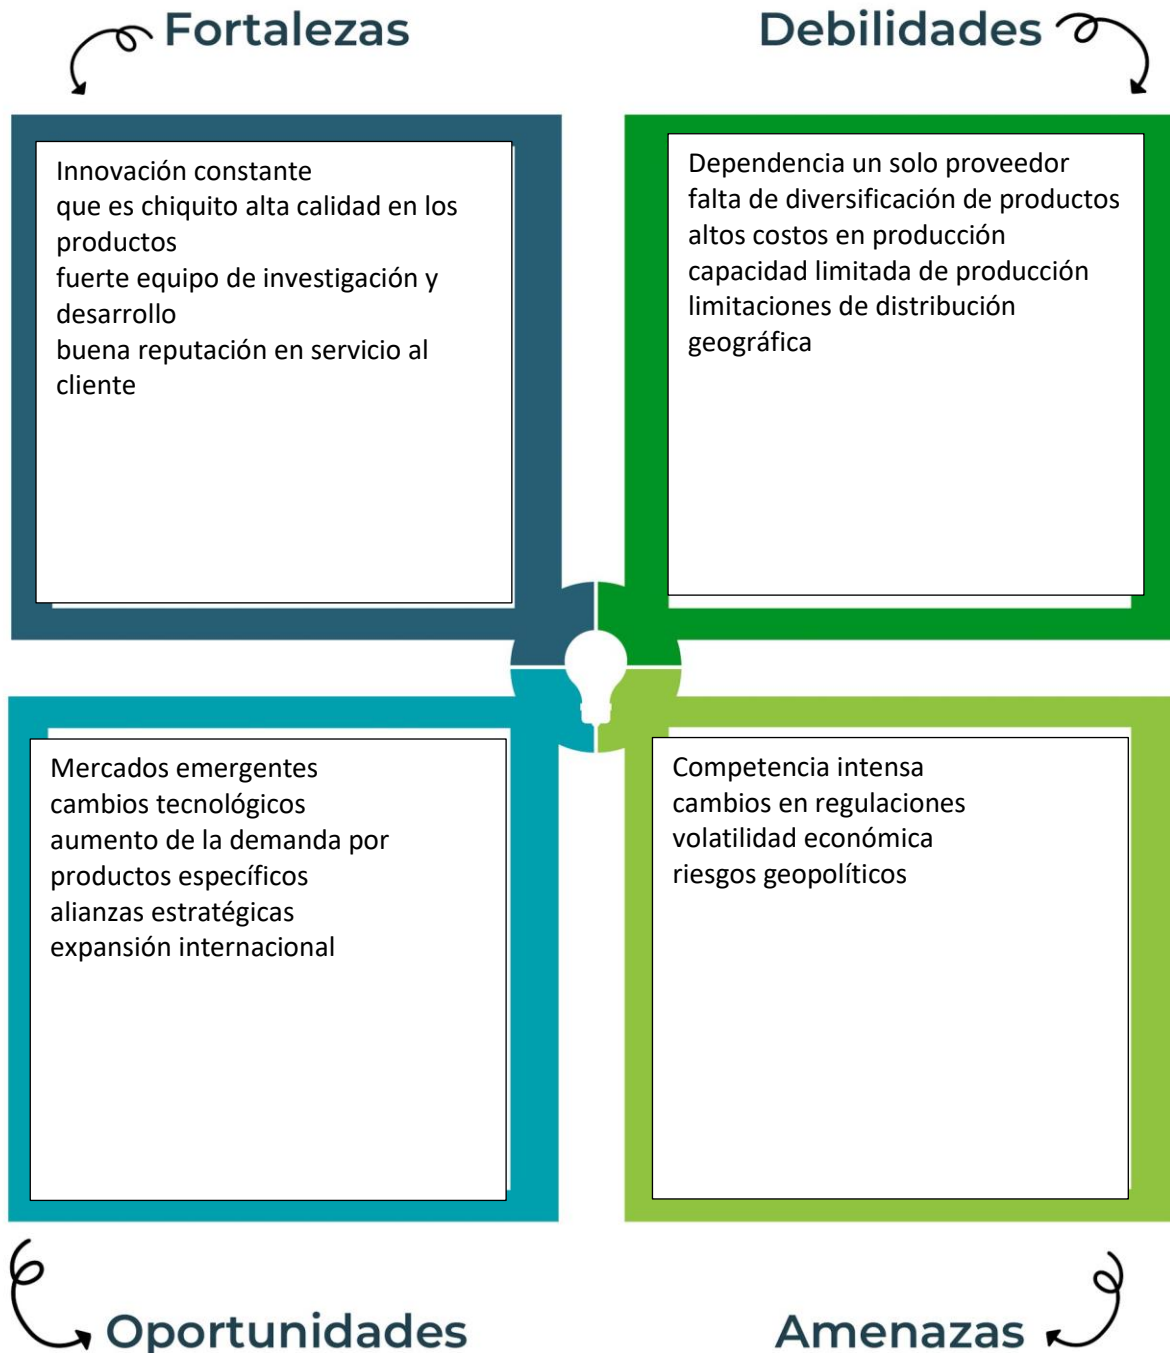 Fortalezas
Innovación constante
que es chiquito alta calidad en los
productos
fuerte equipo de investigación y
desarrollo
buena reputación en servicio al
cliente
Debilidades
Dependencia un solo proveedor
falta de diversificación de productos
altos costos en producción
capacidad limitada de producción
limitaciones de distribución
geográfica
Mercados emergentes
cambios tecnológicos
aumento de la demanda por
productos específicos
alianzas estratégicas
expansión internacional
Oportunidades
Competencia intensa
cambios en regulaciones
volatilidad económica
riesgos geopolíticos
Amenazas